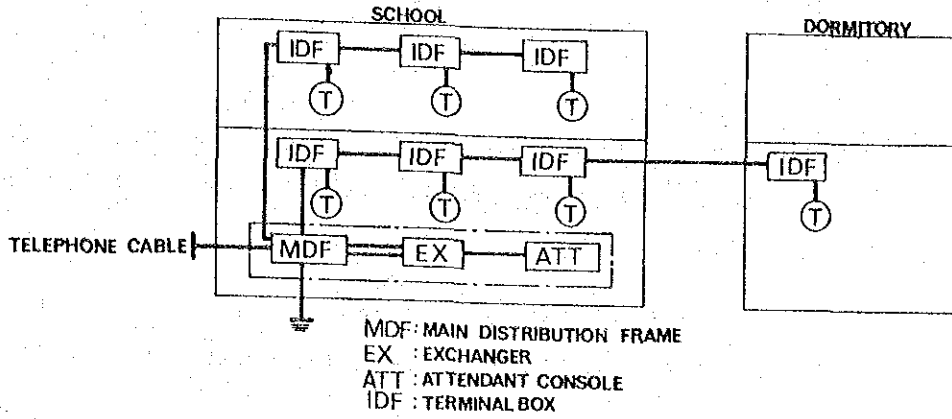 SCHOOL
DORMITORY
IDF IDF IDF
T T T
IDF IDF IDF IDF
T T T T
TELEPHONE CABLE MDF EX ATT
MDF: MAIN DISTRIBUTION FRAME
EX : EXCHANGER
ATT : ATTENDANT CONSOLE
IDF : TERMINAL BOX